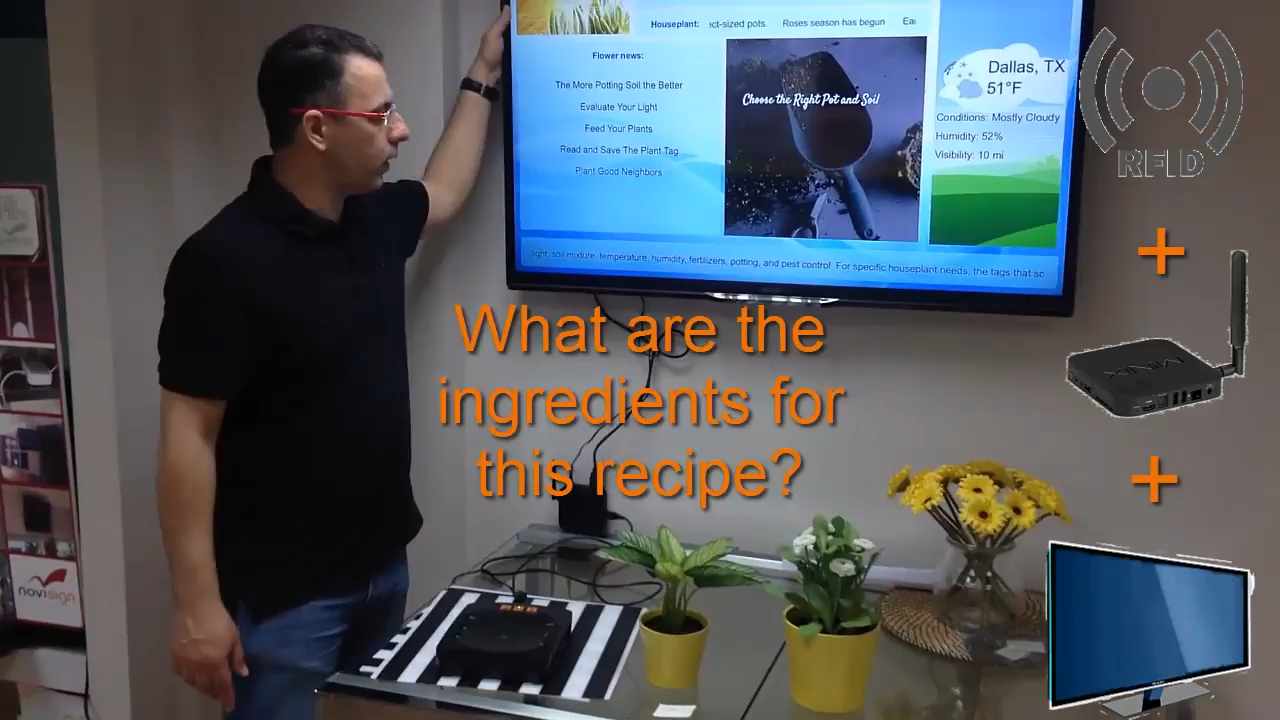 Houseplant: ct-sized pots. Roses season has begun Ea
Flower news:
The More Potting Soil the Better
Evaluate Your Light
Feed Your Plants
Read and Save The Plant Tag
Plant Good Neighbors
Choose the Right Pot and Soil
Dallas, TX
51°F
Conditions: Mostly Cloudy
Humidity: 52%
Visibility: 10 mi
light, soil mixture, temperature, humidity, fertilizers, potting, and pest control. For specific houseplant needs, the tags that sc
RFID
+
MINIX
+
What are the
ingredients for
this recipe?
novisign